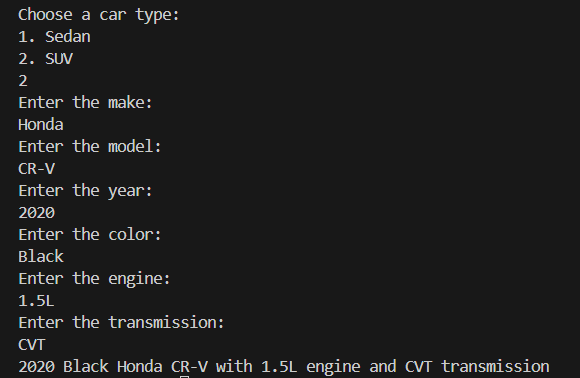 Choose a car type:
1. Sedan
2. SUV
2
Enter the make:
Honda
Enter the model:
CR-V
Enter the year:
2020
Enter the color:
Black
Enter the engine:
1.5L
Enter the transmission:
CVT
2020 Black Honda CR-V with 1.5L engine and CVT transmission